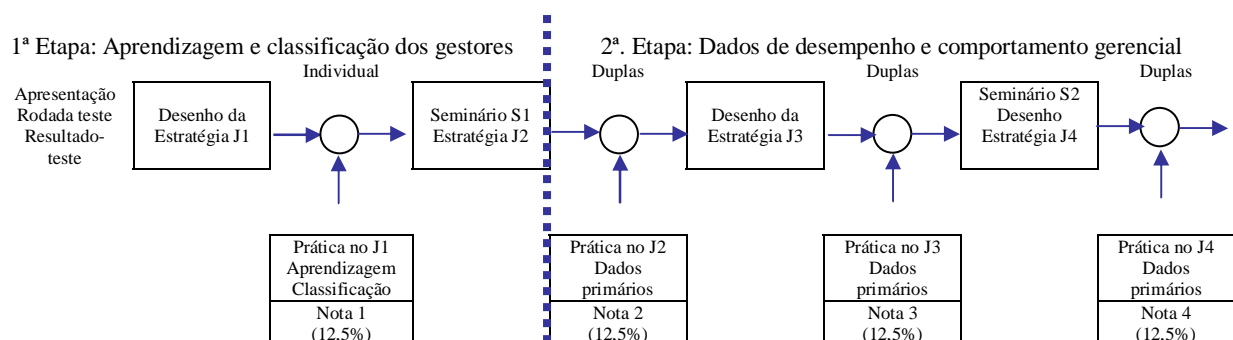 1ª Etapa: Aprendizagem e classificação dos gestores
2ª. Etapa: Dados de desempenho e comportamento gerencial
Individual
Duplas
Duplas
Duplas
Apresentação
Rodada teste
Resultado-
teste
Desenho da
Estratégia J1
Seminário S1
Estratégia J2
Desenho da
Estratégia J3
Seminário S2
Desenho
Estratégia J4
Prática no J1
Aprendizagem
Classificação
Nota 1
(12,5%)
Prática no J2
Dados
primários
Nota 2
(12,5%)
Prática no J3
Dados
primários
Nota 3
(12,5%)
Prática no J4
Dados
primários
Nota 4
(12,5%)